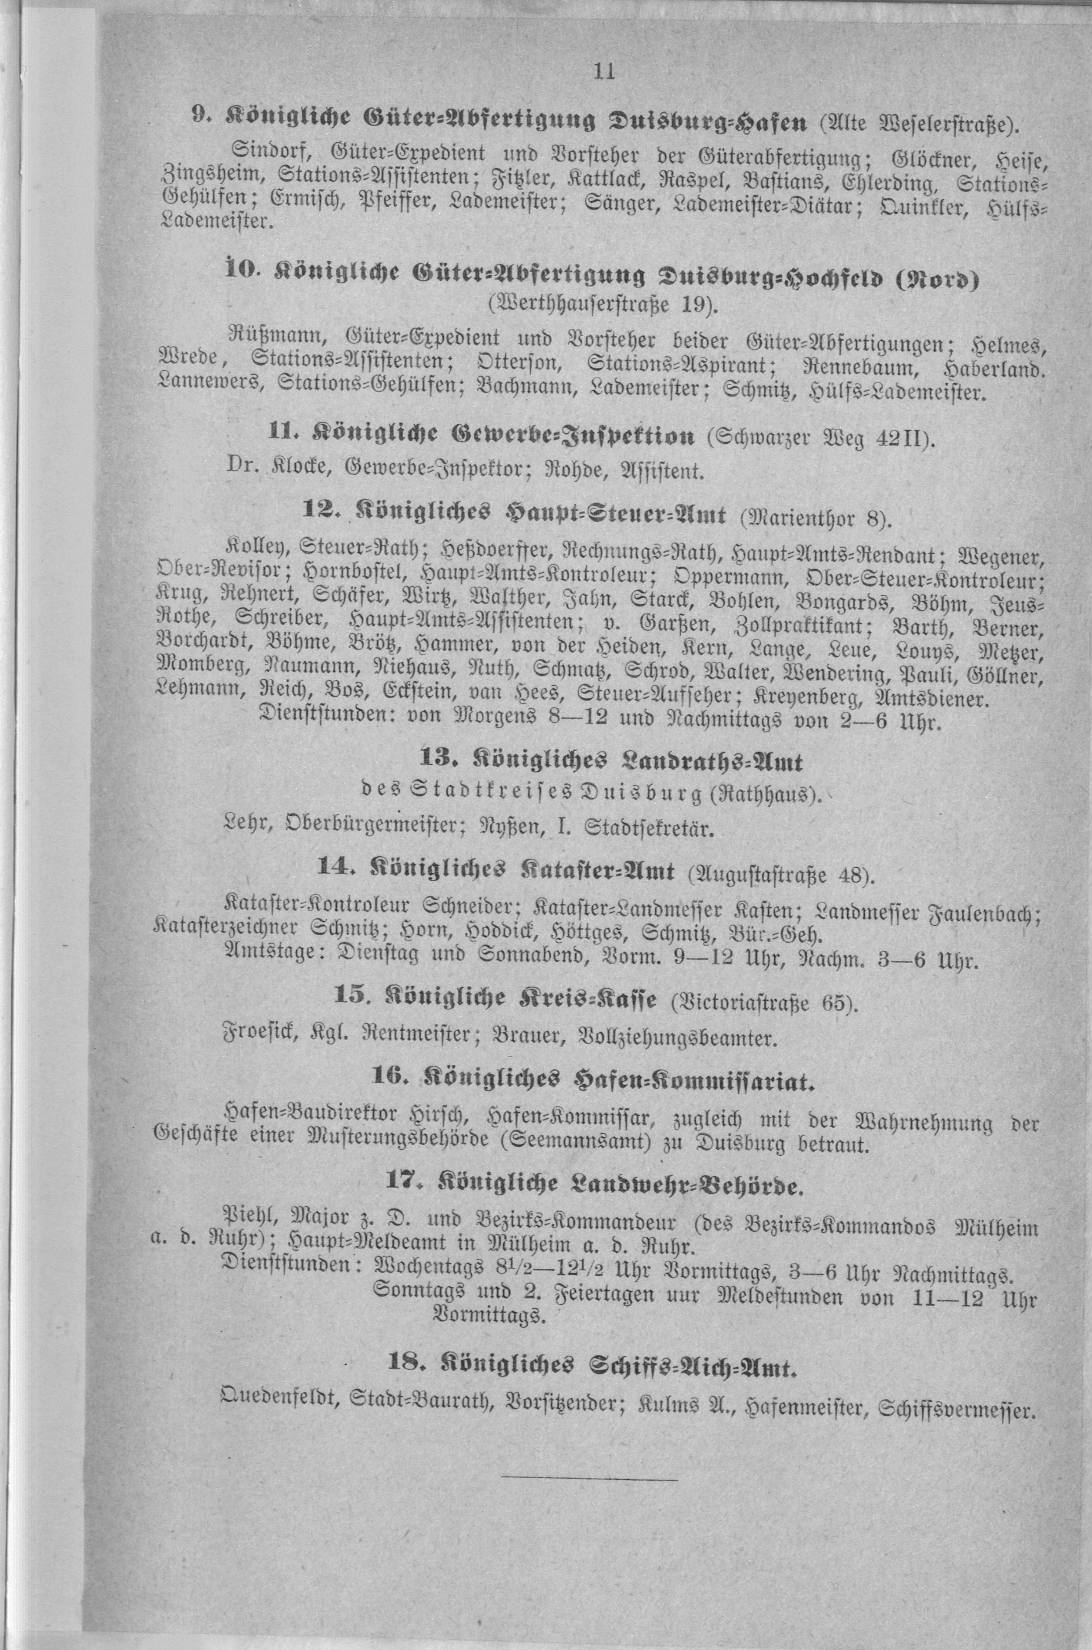 11
9. Königliche Güter-Abfertigung Duisburg-Hafen (Alte Weselerstraße).
Sindorf, Güter-Expedient und Vorsteher der Güterabfertigung; Glöckner, Heise,
Zingsheim, Stations-Assistenten; Fitzler, Kattlack, Raspel, Bastians, Ehlerding, Stations-
Gehülfen; Ermisch, Pfeiffer, Lademeister; Sänger, Lademeister-Diätar; Quinkler, Hülfs-
Lademeister.
10. Königliche Güter-Abfertigung Duisburg-Hochfeld (Nord)
(Werthhauserstraße 19).
Rüßmann, Güter-Expedient und Vorsteher beider Güter-Abfertigungen; Helmes,
Wrede, Stations-Assistenten; Otterson, Stations-Aspirant; Rennebaum, Haberland.
Lannewers, Stations-Gehülfen; Bachmann, Lademeister; Schmitz, Hülfs-Lademeister.
11. Königliche Gewerbe-Inspektion (Schwarzer Weg 42 II).
Dr. Klocke, Gewerbe-Inspektor; Rohde, Assistent.
12. Königliches Haupt-Steuer-Amt (Marienthor 8).
Kolley, Steuer-Rath; Heßdoerffer, Rechnungs-Rath, Haupt-Amts-Rendant; Wegener,
Ober-Revisor; Hornbostel, Haupt-Amts-Kontroleur; Oppermann, Ober-Steuer-Kontroleur;
Krug, Rehnert, Schäfer, Wirtz, Walther, Jahn, Starck, Bohlen, Bongards, Böhm, Jeus-
Rothe, Schreiber, Haupt-Amts-Assistenten; v. Garßen, Zollpraktikant; Barth, Berner,
Borchardt, Böhme, Brötz, Hammer, von der Heiden, Kern, Lange, Leue, Louys, Metzer,
Momberg, Naumann, Niehaus, Ruth, Schmatz, Schrod, Walter, Wendering, Pauli, Göllner,
Lehmann, Reich, Bos, Eckstein, van Hees, Steuer-Aufseher; Kreyenberg, Amtsdiener.
Dienststunden: von Morgens 8—12 und Nachmittags von 2—6 Uhr.
13. Königliches Landraths-Amt
des Stadtkreises Duisburg (Rathhaus).
Lehr, Oberbürgermeister; Nyßen, I. Stadtsekretär.
14. Königliches Kataster-Amt (Augustastraße 48).
Kataster-Kontroleur Schneider; Kataster-Landmesser Kasten; Landmesser Faulenbach;
Katasterzeichner Schmitz; Horn, Hoddick, Höttges, Schmitz, Bür.-Geh.
Amtstage: Dienstag und Sonnabend, Vorm. 9—12 Uhr, Nachm. 3—6 Uhr.
15. Königliche Kreis-Kasse (Victoriastraße 65).
Froesick, Kgl. Rentmeister; Brauer, Vollziehungsbeamter.
16. Königliches Hafen-Kommissariat.
Hafen-Baudirektor Hirsch, Hafen-Kommissar, zugleich mit der Wahrnehmung der
Geschäfte einer Musterungsbehörde (Seemannsamt) zu Duisburg betraut.
17. Königliche Landwehr-Behörde.
Piehl, Major z. D. und Bezirks-Kommandeur (des Bezirks-Kommandos Mülheim
a. d. Ruhr); Haupt-Meldeamt in Mülheim a. d. Ruhr.
Dienststunden: Wochentags 8½—12½ Uhr Vormittags, 3—6 Uhr Nachmittags.
Sonntags und 2. Feiertagen uur Meldestunden von 11—12 Uhr
Vormittags.
18. Königliches Schiffs-Aich-Amt.
Quedenfeldt, Stadt-Baurath, Vorsitzender; Kulms A., Hafenmeister, Schiffsvermesser.